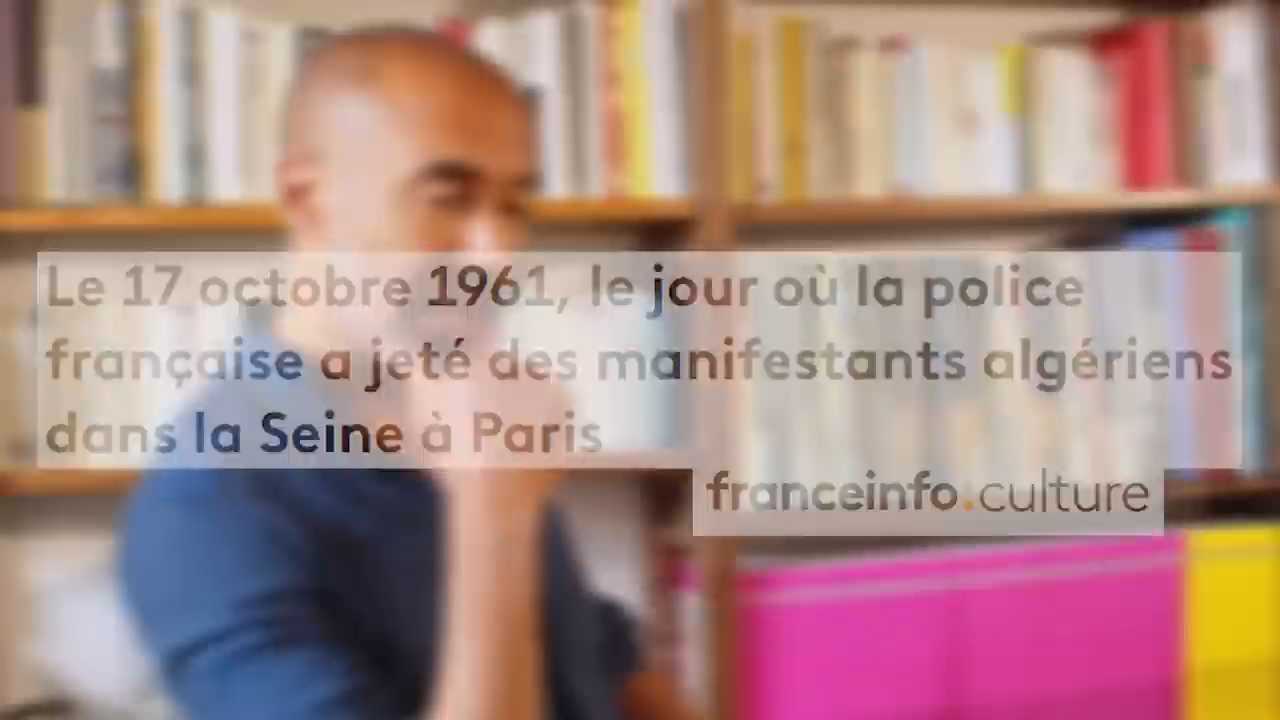 Le 17 octobre 1961, le jour où la police
française a jeté des manifestants algériens
dans la Seine à Paris
franceinfo.culture